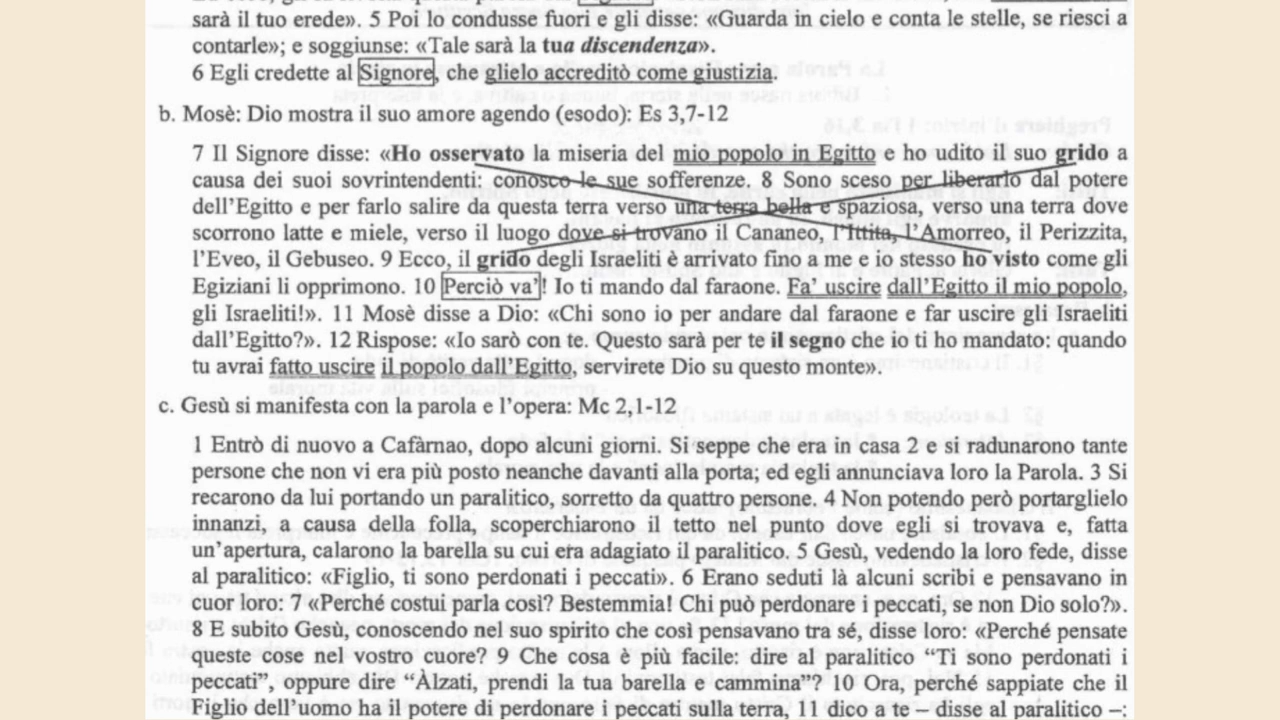 sarà il tuo erede». 5 Poi lo condusse fuori e gli disse: «Guarda in cielo e conta le stelle, se riesci a
contarle»; e soggiunse: «Tale sarà la tua discendenza».
6 Egli credette al Signore, che glielo accreditò come giustizia.
b. Mosè: Dio mostra il suo amore agendo (esodo): Es 3,7-12
7 Il Signore disse: «Ho osservato la miseria del mio popolo in Egitto e ho udito il suo grido a
causa dei suoi sovrintendenti: conosco le sue sofferenze. 8 Sono sceso per liberarlo dal potere
dell'Egitto e per farlo salire da questa terra verso una terra bella e spaziosa, verso una terra dove
scorrono latte e miele, verso il luogo dove si trovano il Cananeo, l'Ittita, l'Amorreo, il Perizzita,
l'Eveo, il Gebuseo. 9 Ecco, il grido degli Israeliti è arrivato fino a me e io stesso ho visto come gli
Egiziani li opprimono. 10 Perciò va'! Io ti mando dal faraone. Fa' uscire dall'Egitto il mio popolo,
gli Israeliti!». 11 Mosè disse a Dio: «Chi sono io per andare dal faraone e far uscire gli Israeliti
dall'Egitto?». 12 Rispose: «Io sarò con te. Questo sarà per te il segno che io ti ho mandato: quando
tu avrai fatto uscire il popolo dall'Egitto, servirete Dio su questo monte».
c. Gesù si manifesta con la parola e l'opera: Mc 2,1-12
1 Entrò di nuovo a Cafàrnao, dopo alcuni giorni. Si seppe che era in casa 2 e si radunarono tante
persone che non vi era più posto neanche davanti alla porta; ed egli annunciava loro la Parola. 3 Si
recarono da lui portando un paralitico, sorretto da quattro persone. 4 Non potendo però portarglielo
innanzi, a causa della folla, scoperchiarono il tetto nel punto dove egli si trovava e, fatta
un'apertura, calarono la barella su cui era adagiato il paralitico. 5 Gesù, vedendo la loro fede, disse
al paralitico: «Figlio, ti sono perdonati i peccati». 6 Erano seduti là alcuni scribi e pensavano in
cuor loro: 7 «Perché costui parla così? Bestemmia! Chi può perdonare i peccati, se non Dio solo?».
8 E subito Gesù, conoscendo nel suo spirito che così pensavano tra sé, disse loro: «Perché pensate
queste cose nel vostro cuore? 9 Che cosa è più facile: dire al paralitico "Ti sono perdonati i
peccati", oppure dire "Àlzati, prendi la tua barella e cammina"? 10 Ora, perché sappiate che il
Figlio dell'uomo ha il potere di perdonare i peccati sulla terra, 11 dico a te – disse al paralitico –: